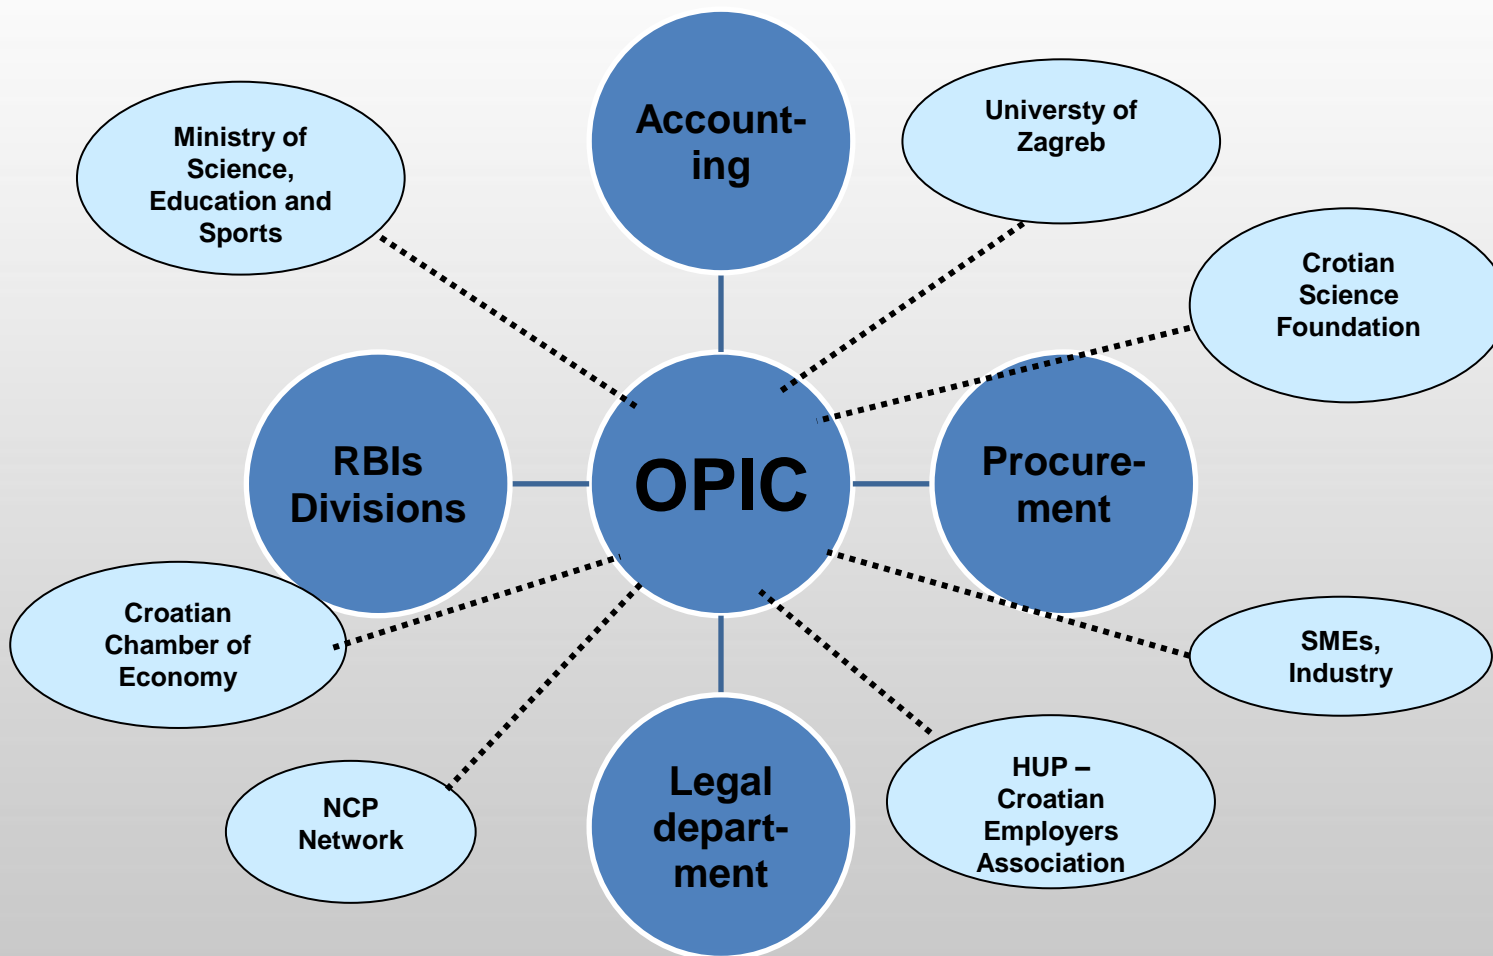 Account-
ing
Universty of
Zagreb
Ministry of
Science,
Education and
Sports
Crotian
Science
Foundation
RBIs
Divisions
OPIC
Procure-
ment
Croatian
Chamber of
Economy
SMEs,
Industry
NCP
Network
Legal
depart-
ment
HUP –
Croatian
Employers
Association